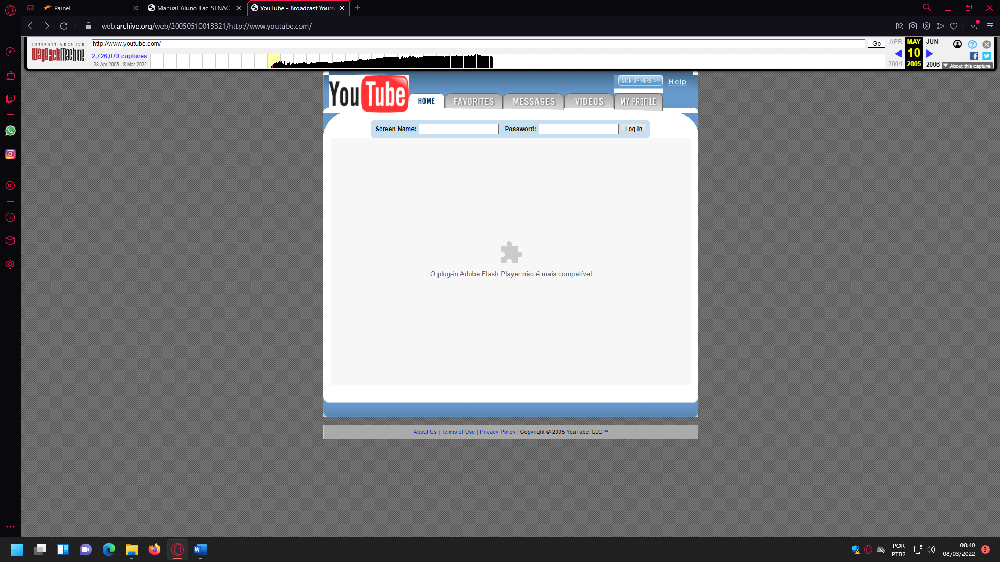 Painel
Manual_Aluno_Fac_SENAC_
YouTube - Broadcast Yours
web.archive.org/web/20050510013321/http://www.youtube.com/
INTERNET ARCHIVE
WayBackMachine
http://www.youtube.com/
Go
2,726,078 captures
28 Apr 2005 - 8 Mar 2022
APR MAY JUN
10
2004 2005 2006
About this capture
YouTube
SIGN UP HERE >>
Help
HOME
FAVORITES
MESSAGES
VIDEOS
MY PROFILE
Screen Name:
Password:
Log In
O plug-in Adobe Flash Player não é mais compatível
About Us | Terms of Use | Privacy Policy | Copyright © 2005 YouTube, LLC™
POR
PTB2
08:40
08/03/2022
3